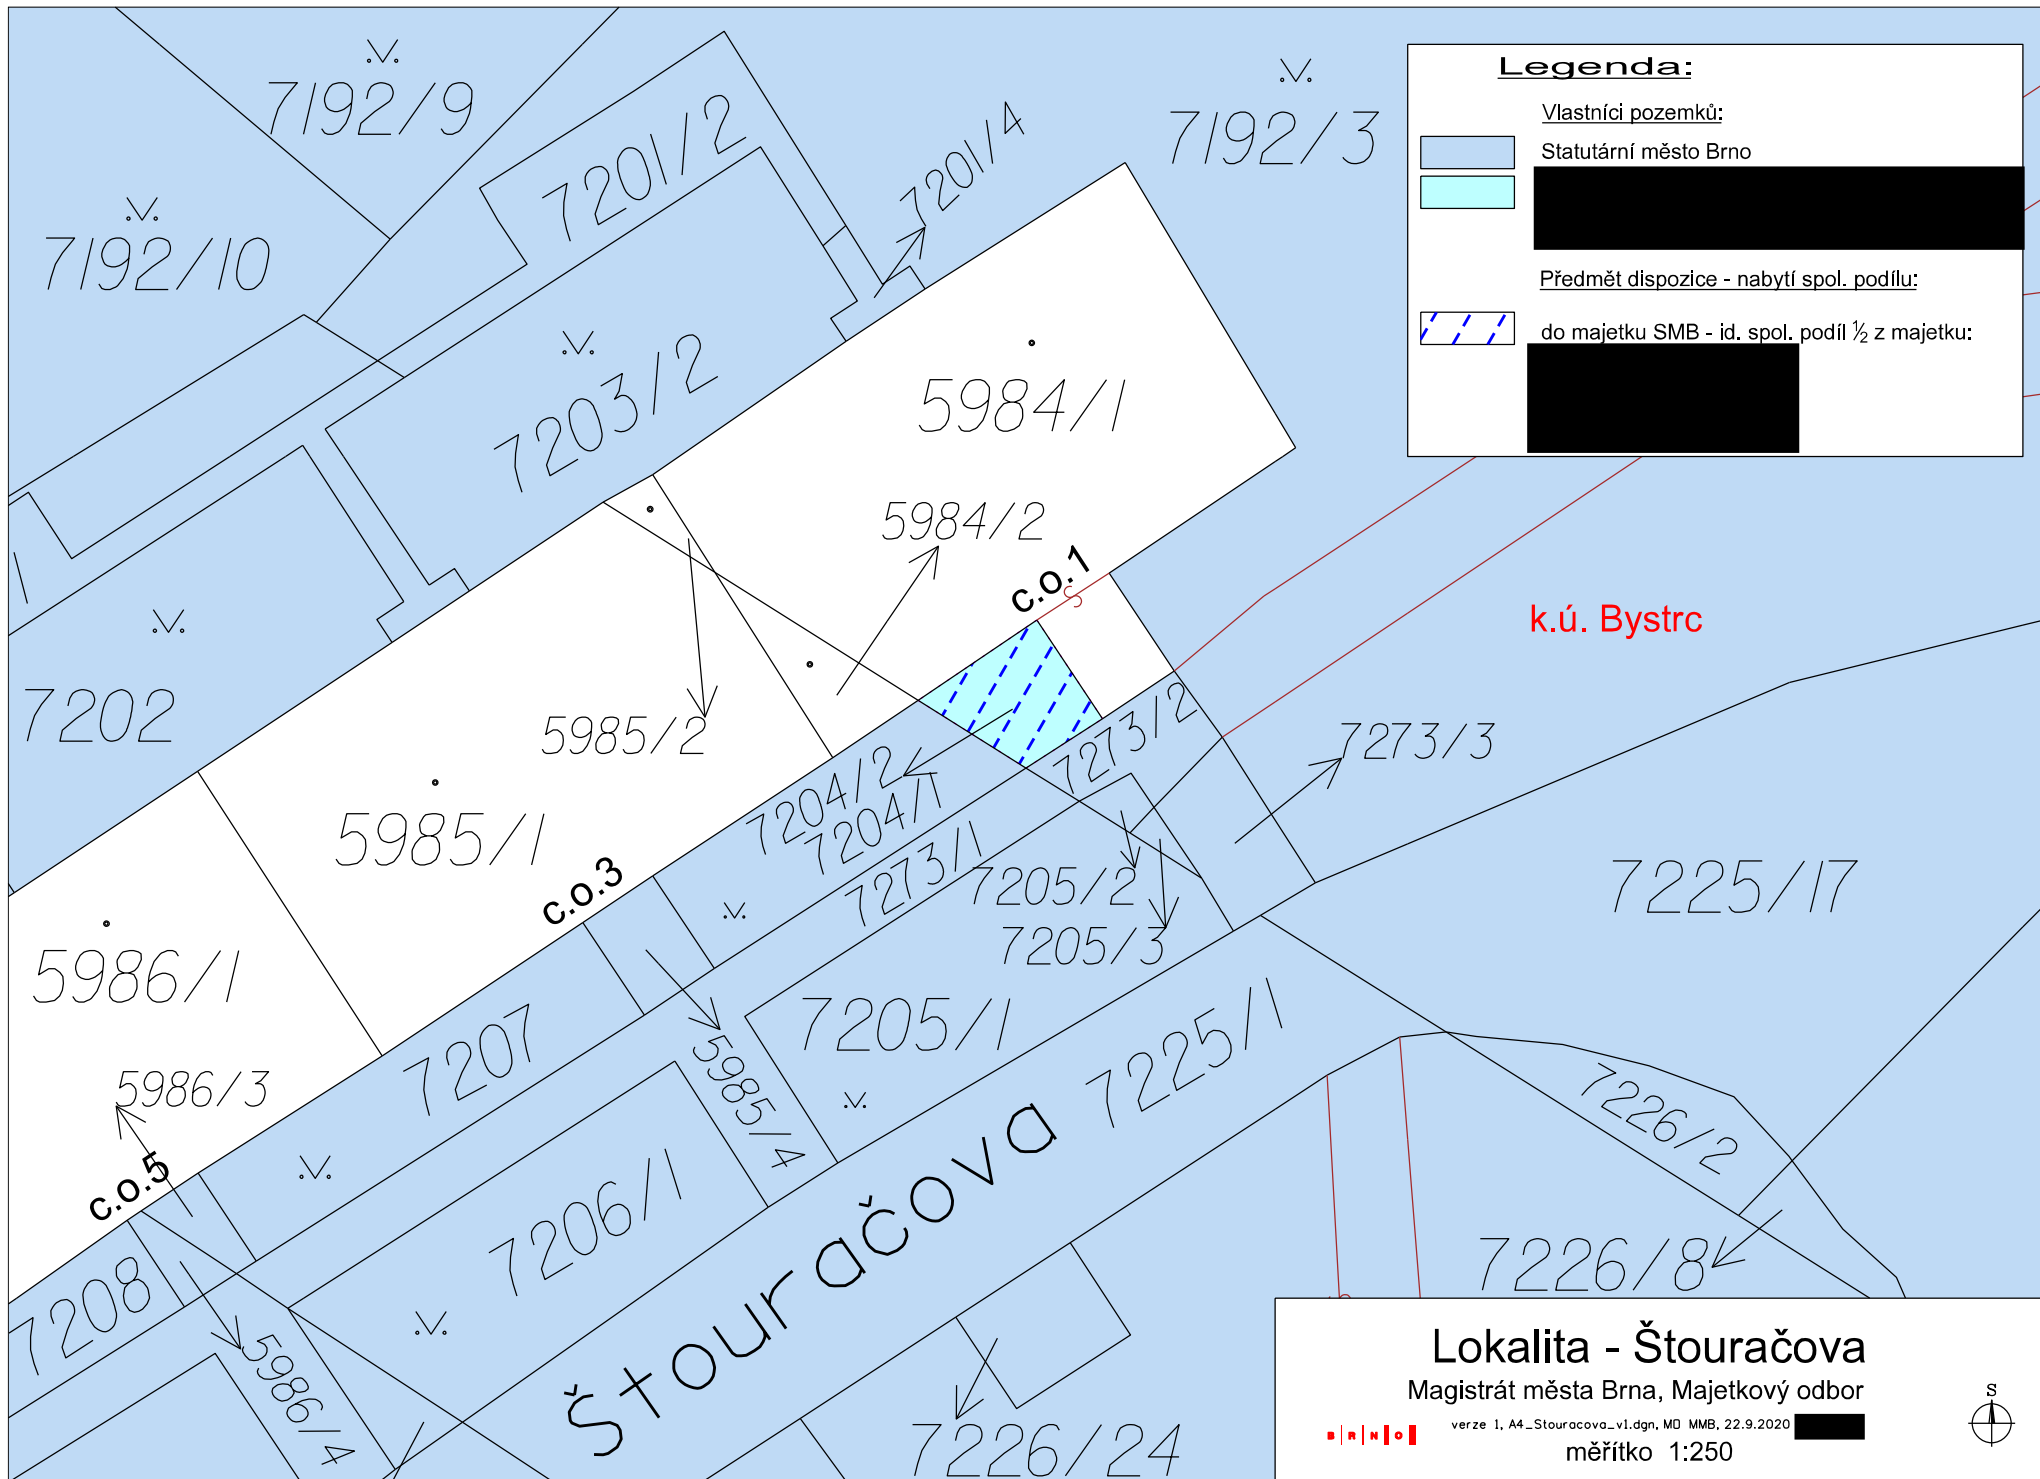 7192/9
7201/2
7201/4
7192/3
7192/10
Legenda:
Vlastníci pozemků:
Statutární město Brno
Předmět dispozice - nabytí spol. podílu:
do majetku SMB - id. spol. podíl ½ z majetku:
7203/2
5984/1
5984/2
č.o.1
S
k.ú. Bystrc
7202
5985/2
7273/2
7273/3
7204/2
7204/1
5985/1
č.o.3
7273/1
7205/2
7225/17
7205/3
5986/1
7205/1
7207
7225/1
5985/4
5986/3
7226/2
č.o.5
7206/1
Štouračova
7226/8
7208
5986/4
7226/24
Lokalita - Štouračova
Magistrát města Brna, Majetkový odbor
verze 1, A4_Stouracova_v1.dgn, MO MMB, 22.9.2020
B R N O
měřítko 1:250
S